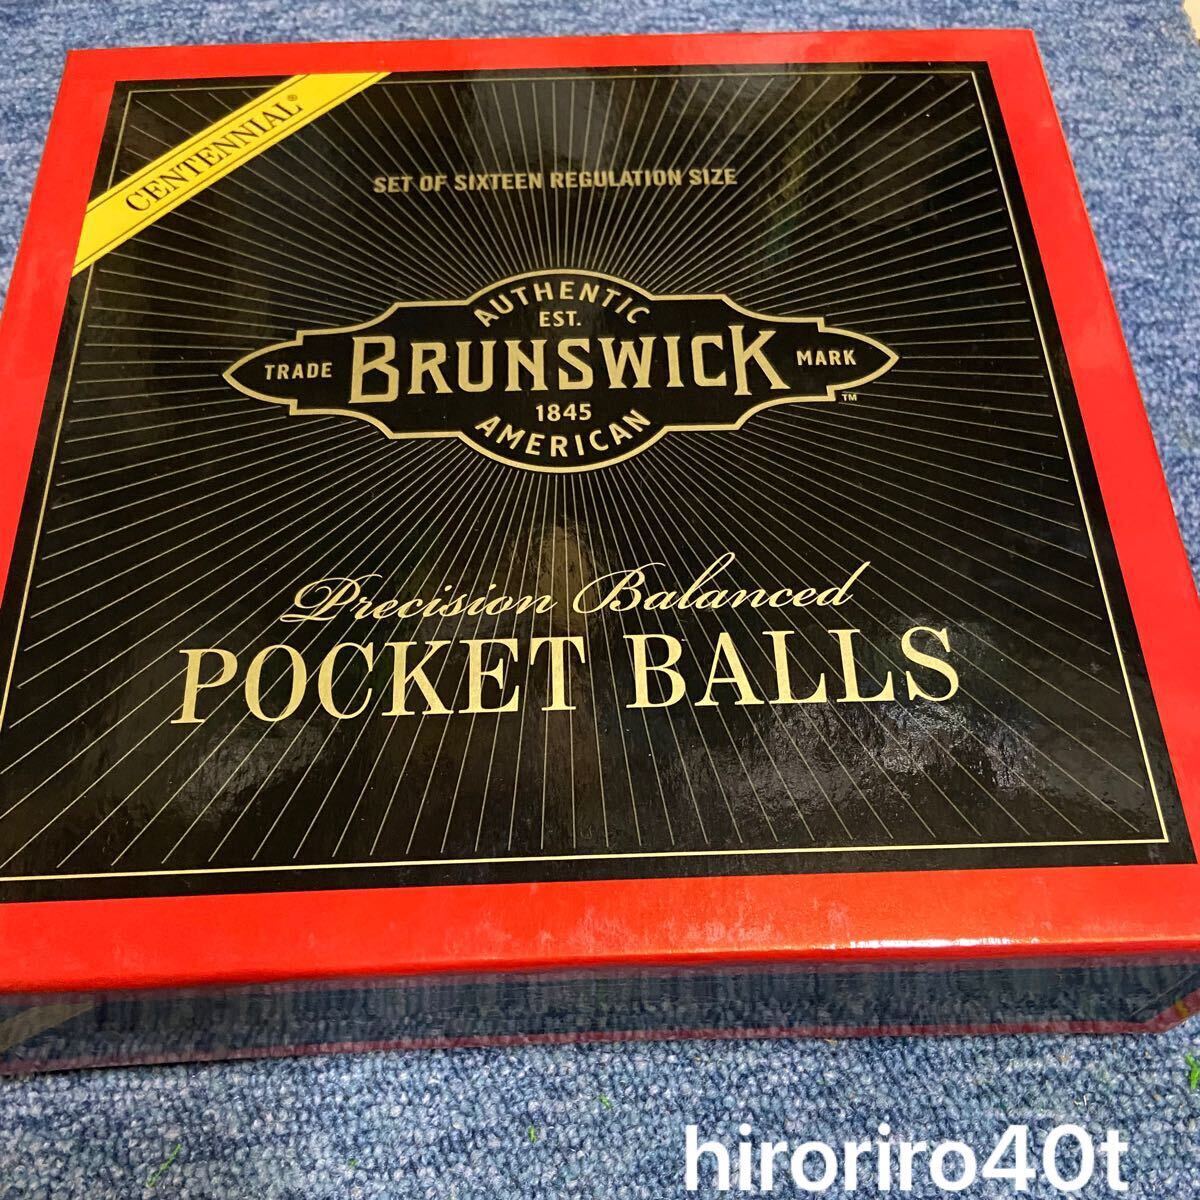 CENTENNIAL®
SET OF SIXTEEN REGULATION SIZE
AUTHENTIC
EST.
TRADE BRUNSWICK MARK
™
1845
AMERICAN
Precision Balanced
POCKET BALLS
hiroriro40t